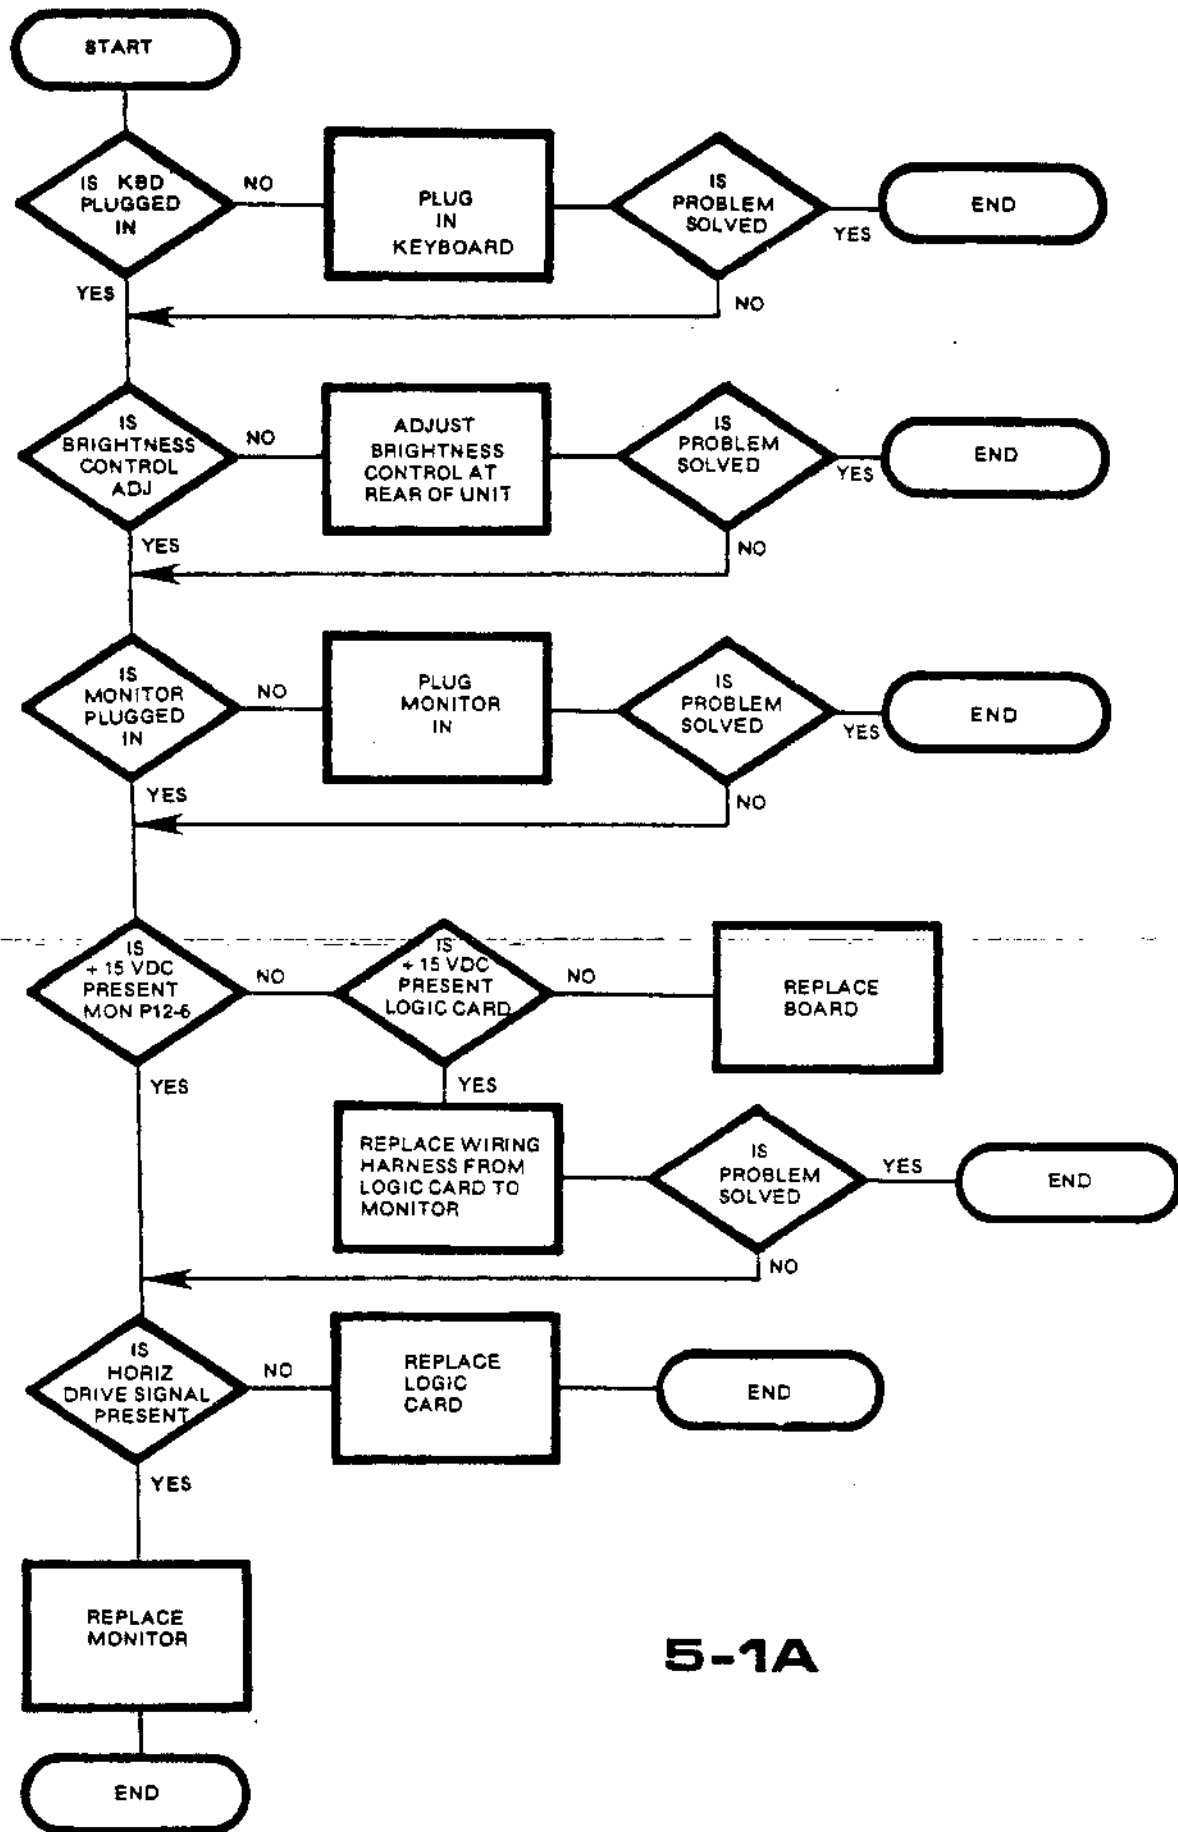 START
IS KBD
PLUGGED
IN
NO
PLUG
IN
KEYBOARD
IS
PROBLEM
SOLVED
YES
END
YES
NO
IS
BRIGHTNESS
CONTROL
ADJ
NO
ADJUST
BRIGHTNESS
CONTROL AT
REAR OF UNIT
IS
PROBLEM
SOLVED
YES
END
YES
NO
IS
MONITOR
PLUGGED
IN
NO
PLUG
MONITOR
IN
IS
PROBLEM
SOLVED
YES
END
YES
NO
IS
+ 15 VDC
PRESENT
MON P12-6
NO
IS
+ 15 VDC
PRESENT
LOGIC CARD
NO
REPLACE
BOARD
YES
YES
REPLACE WIRING
HARNESS FROM
LOGIC CARD TO
MONITOR
IS
PROBLEM
SOLVED
YES
END
NO
IS
HORIZ
DRIVE SIGNAL
PRESENT
NO
REPLACE
LOGIC
CARD
END
YES
REPLACE
MONITOR
5-1A
END